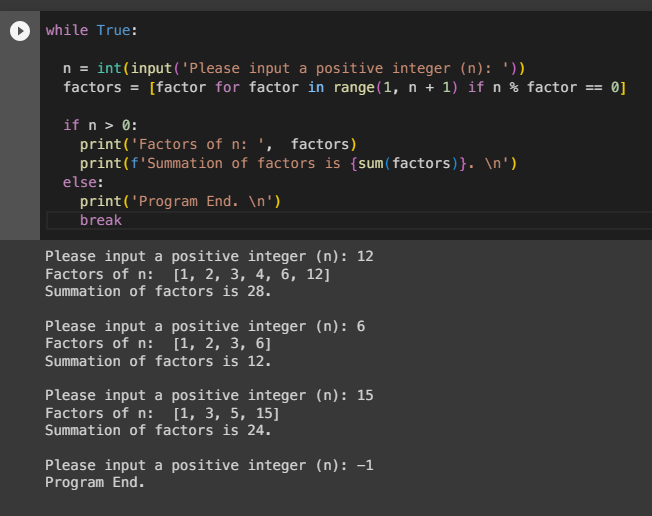 while True:
n = int(input('Please input a positive integer (n): '))
factors = [factor for factor in range(1, n + 1) if n % factor == 0]
if n > 0:
print('Factors of n: ',  factors)
print(f'Summation of factors is {sum(factors)}. \n')
else:
print('Program End. \n')
break
Please input a positive integer (n): 12
Factors of n:  [1, 2, 3, 4, 6, 12]
Summation of factors is 28.
Please input a positive integer (n): 6
Factors of n:  [1, 2, 3, 6]
Summation of factors is 12.
Please input a positive integer (n): 15
Factors of n:  [1, 3, 5, 15]
Summation of factors is 24.
Please input a positive integer (n): -1
Program End.